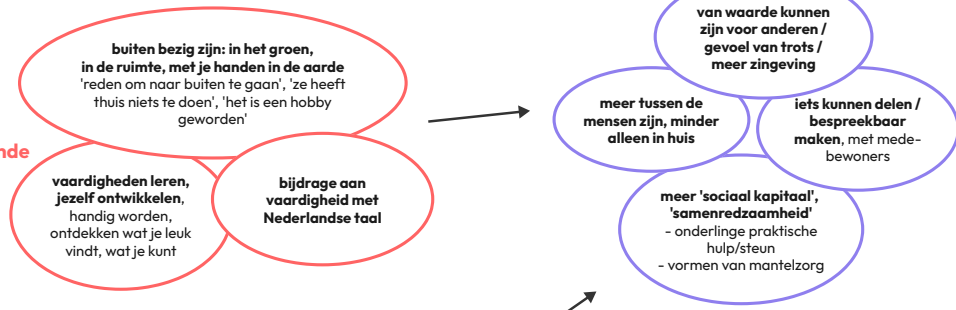 buiten bezig zijn: in het groen,
in de ruimte, met je handen in de aarde
'reden om naar buiten te gaan', 'ze heeft
thuis niets te doen', 'het is een hobby
geworden'
nde
vaardigheden leren,
jezelf ontwikkelen,
handig worden,
ontdekken wat je leuk
vindt, wat je kunt
bijdrage aan
vaardigheid met
Nederlandse taal
van waarde kunnen
zijn voor anderen /
gevoel van trots /
meer zingeving
meer tussen de
mensen zijn, minder
alleen in huis
iets kunnen delen /
bespreekbaar
maken, met mede-
bewoners
meer 'sociaal kapitaal',
'samenredzaamheid'
- onderlinge praktische
hulp/steun
- vormen van mantelzorg